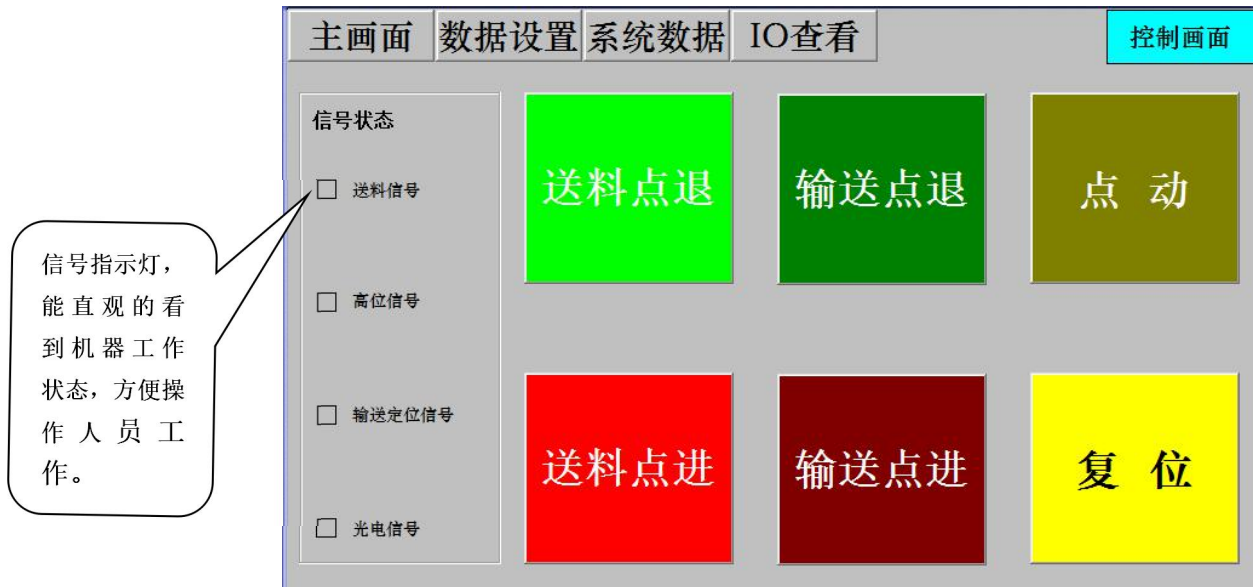 主画面 数据设置 系统数据 IO查看 控制画面
信号状态
送料信号
高位信号
输送定位信号
光电信号
送料点退 输送点退 点 动
送料点进 输送点进 复 位
信号指示灯，
能直观的看
到机器工作
状态，方便操
作人员工
作。